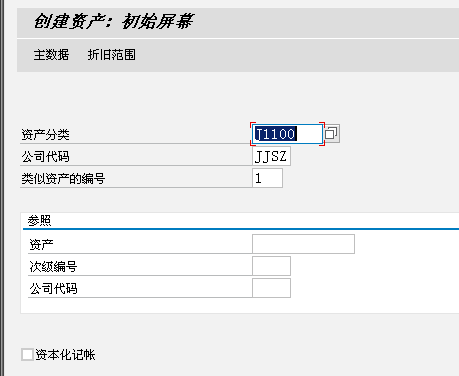 创建资产: 初始屏幕
主数据 折旧范围
资产分类 J1100
公司代码 JJSZ
类似资产的编号 1
参照
资产
次级编号
公司代码
资本化记帐